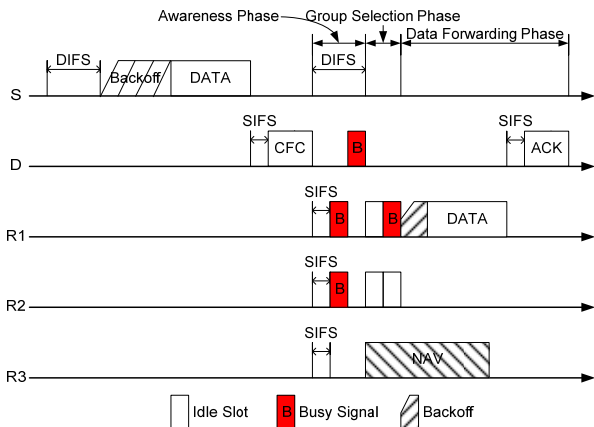 Awareness Phase
Group Selection Phase
Data Forwarding Phase
DIFS
DIFS
Backoff
DATA
S
SIFS
SIFS
CFC
B
ACK
D
SIFS
B
B
DATA
R1
SIFS
B
R2
SIFS
NAV
R3
Idle Slot
B
Busy Signal
Backoff